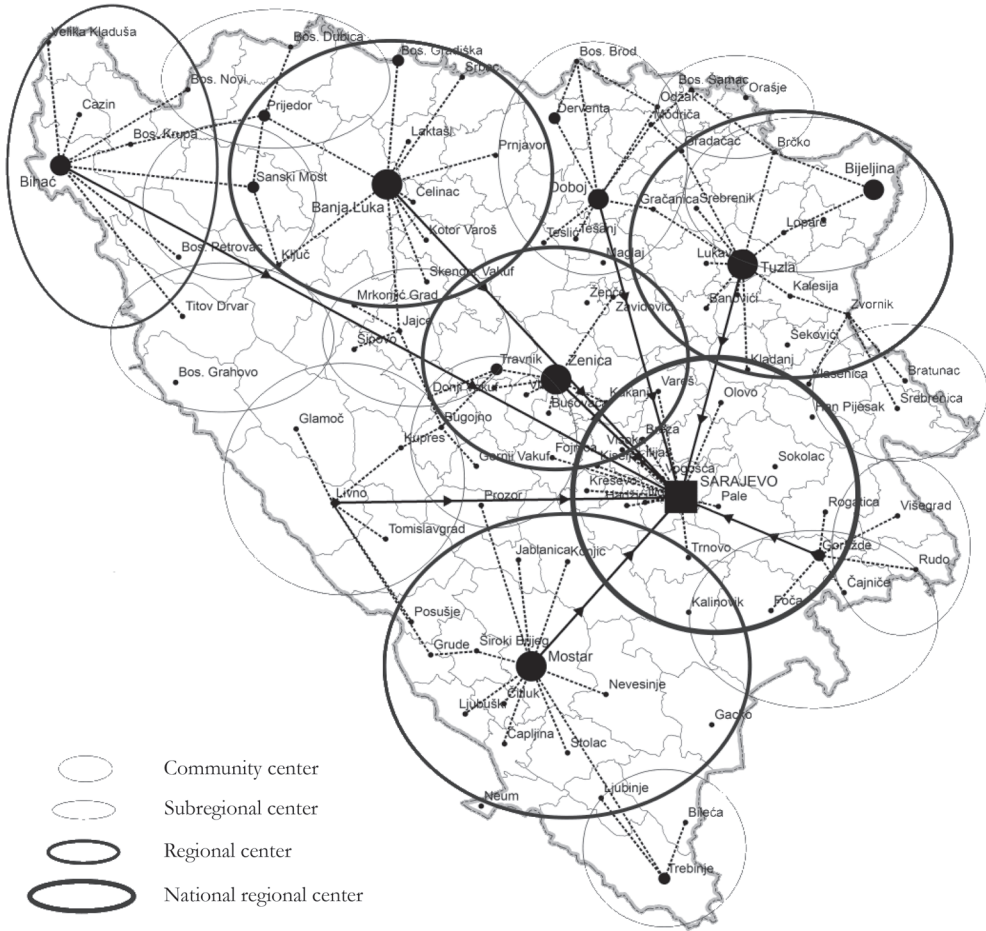 Velika Kladuša
Bos. Dubica
Bos. Gradiška
Bos. Brod
Srbac
Bos. Novi
Bos. Šamac
Orašje
Cazin
Prijedor
Derventa
Odžak
Modriča
Bos. Krupa
Laktaši
Prnjavor
Gradačac
Brčko
Bijeljina
Bihać
Sanski Most
Čelinac
Doboj
Banja Luka
Gračanica
Srebrenik
Lopare
Kotor Varoš
Teslić
Tešanj
Bos. Petrovac
Ključ
Maglaj
Tuzla
Skender Vakuf
Kalesija
Mrkonjić Grad
Žepče
Zavidovići
Banovići
Zvornik
Titov Drvar
Jajce
Šipovo
Šekovići
Travnik
Zenica
Kladanj
Bos. Grahovo
Vlasenica
Bratunac
Donji Vakuf
Kakanj
Vareš
Olovo
Srebrenica
Busovača
Han Pijesak
Glamoč
Bugojno
Breza
Kupres
Visoko
Ilijaš
Fojnica
Gornji Vakuf
Sokolac
Vogošća
Kreševo
SARAJEVO
Livno
Prozor
Pale
Rogatica
Višegrad
Tomislavgrad
Jablanica
Konjic
Trnovo
Goražde
Rudo
Čajniče
Kalinovik
Foča
Posušje
Grude
Široki Brijeg
Mostar
Nevesinje
Ljubuški
Čitluk
Gacko
Čapljina
Stolac
Neum
Ljubinje
Bileća
Trebinje
Community center
Subregional center
Regional center
National regional center